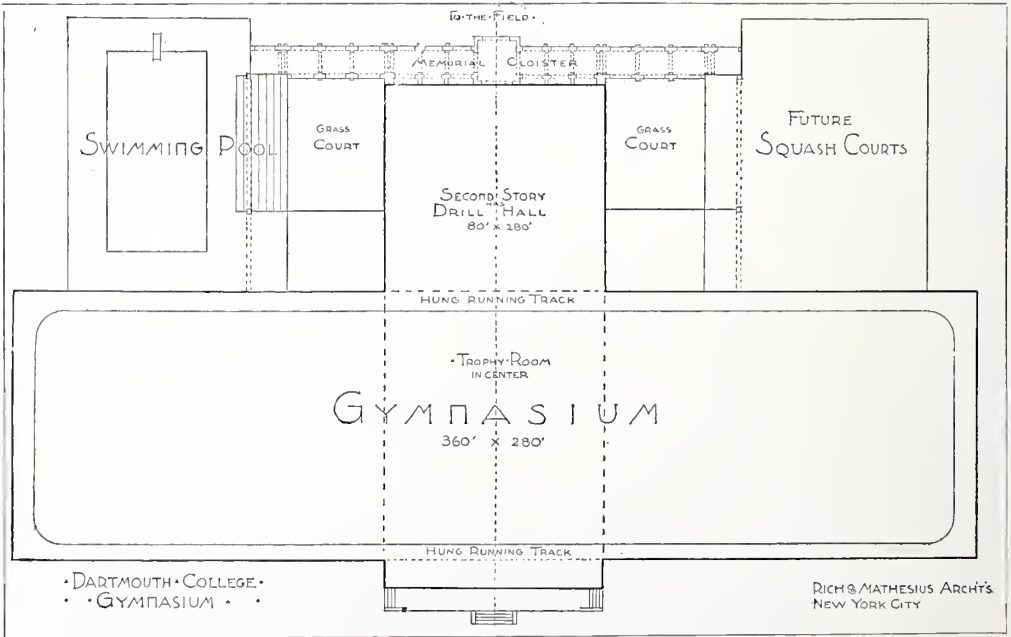 ·TO·THE·FIELD·
MEMORIAL CLOISTER
SWIMMING POOL
GRASS
COURT
GRASS
COURT
FUTURE
SQUASH COURTS
SECOND STORY
HAS
DRILL HALL
80' x 280'
HUNG RUNNING TRACK
·TROPHY·ROOM
IN CENTER
GYMNASIUM
360' x 280'
HUNG RUNNING TRACK
·DARTMOUTH·COLLEGE·
·GYMNASIUM·
RICH & MATHESIUS ARCHT'S.
NEW YORK CITY